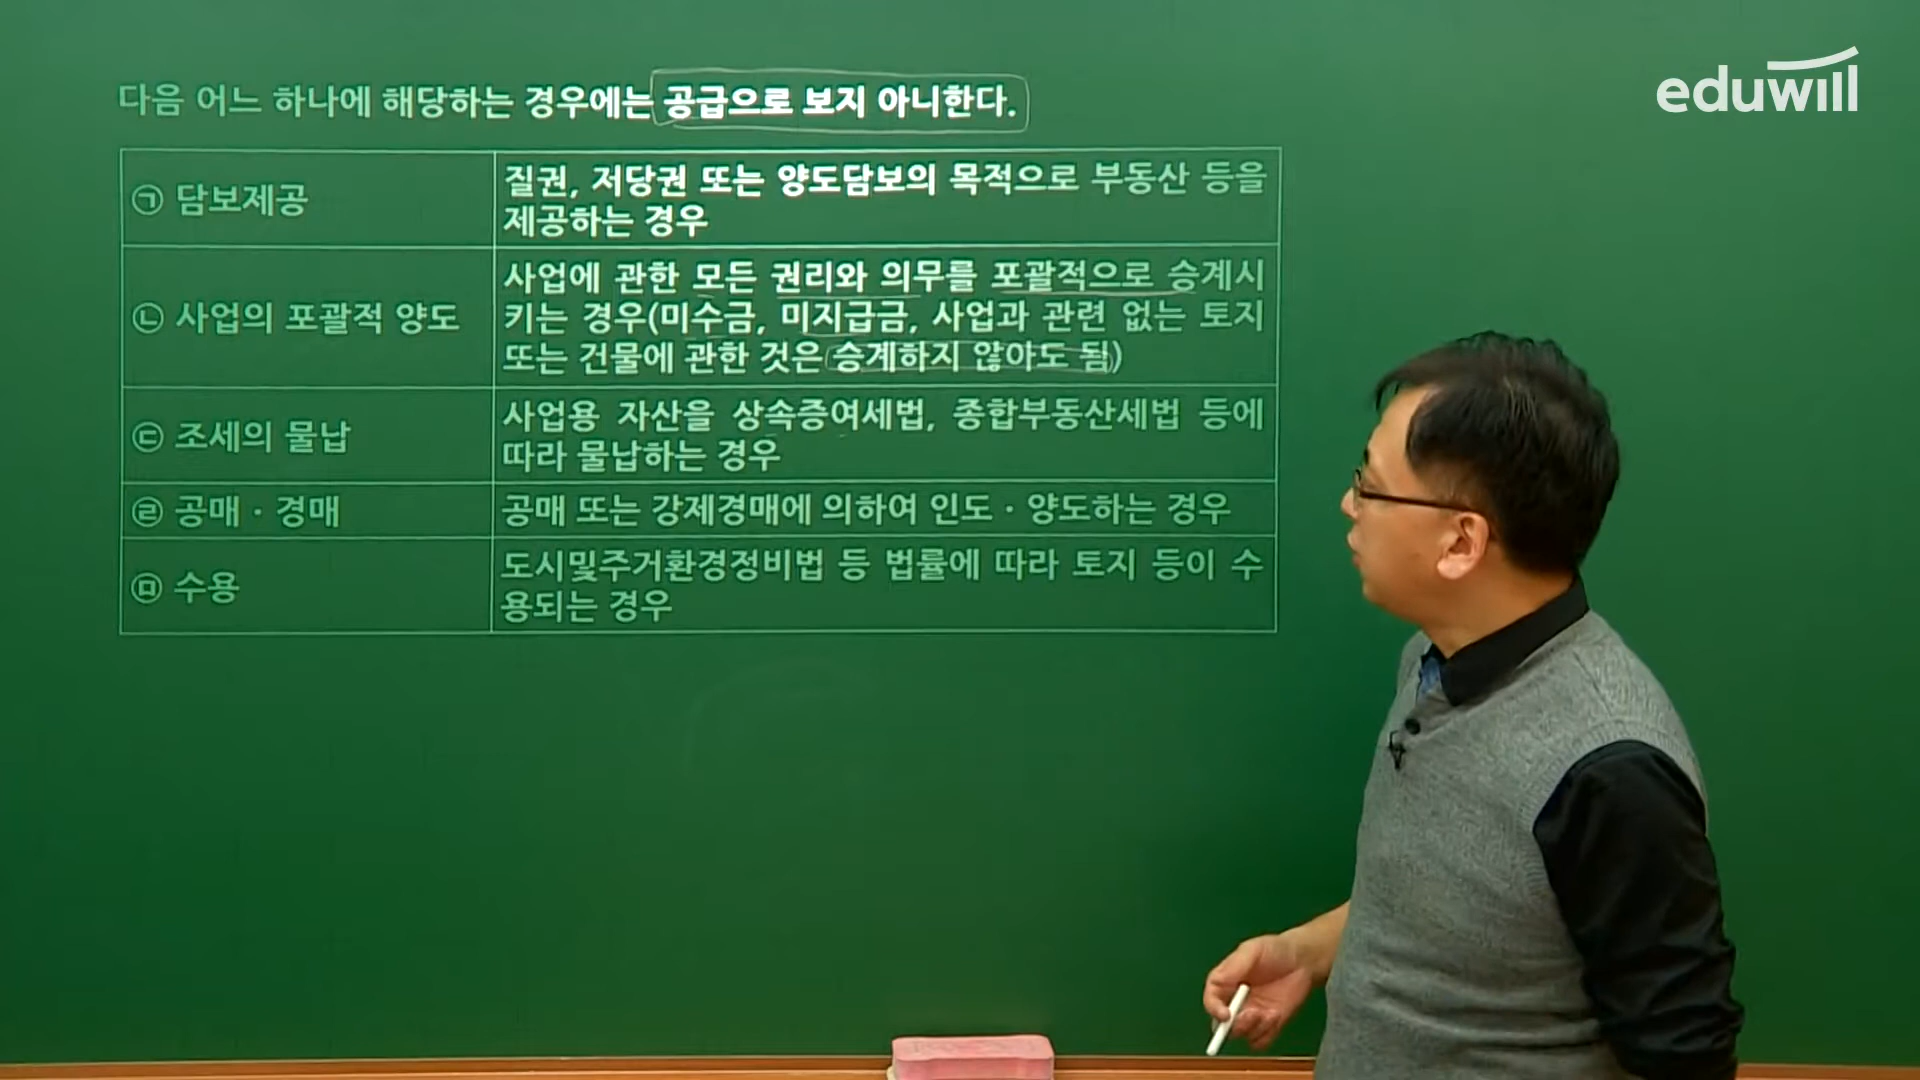 eduwill
다음 어느 하나에 해당하는 경우에는 공급으로 보지 아니한다.
㉠ 담보제공
질권, 저당권 또는 양도담보의 목적으로 부동산 등을
제공하는 경우
㉡ 사업의 포괄적 양도
사업에 관한 모든 권리와 의무를 포괄적으로 승계시
키는 경우(미수금, 미지급금, 사업과 관련 없는 토지
또는 건물에 관한 것은 승계하지 않아도 됨)
㉢ 조세의 물납
사업용 자산을 상속증여세법, 종합부동산세법 등에
따라 물납하는 경우
㉣ 공매 · 경매
공매 또는 강제경매에 의하여 인도 · 양도하는 경우
㉤ 수용
도시및주거환경정비법 등 법률에 따라 토지 등이 수
용되는 경우